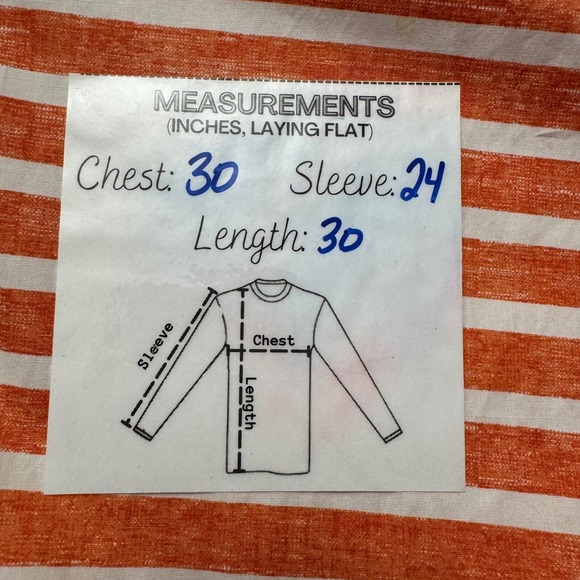 MEASUREMENTS
(INCHES, LAYING FLAT)
Chest: 30 Sleeve: 24
Length: 30
Sleeve
Chest
Length